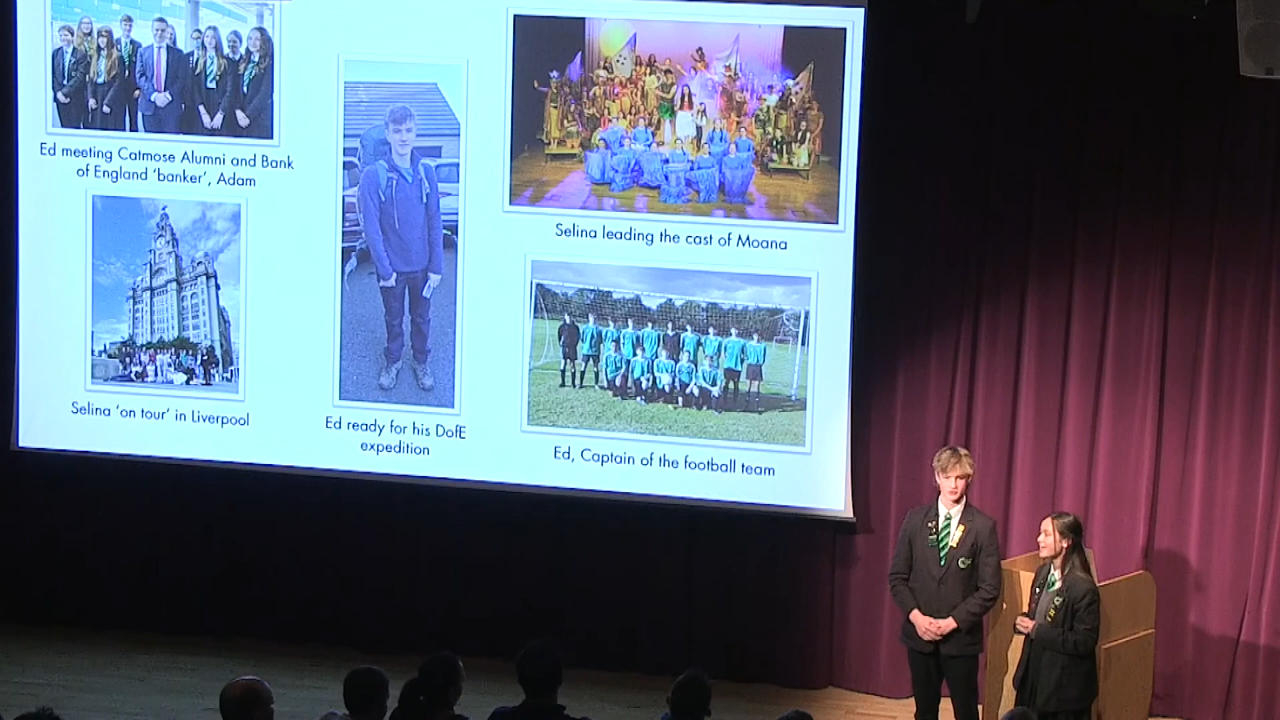 Ed meeting Catmose Alumni and Bank
of England 'banker', Adam
Selina 'on tour' in Liverpool
Ed ready for his DofE
expedition
Selina leading the cast of Moana
Ed, Captain of the football team